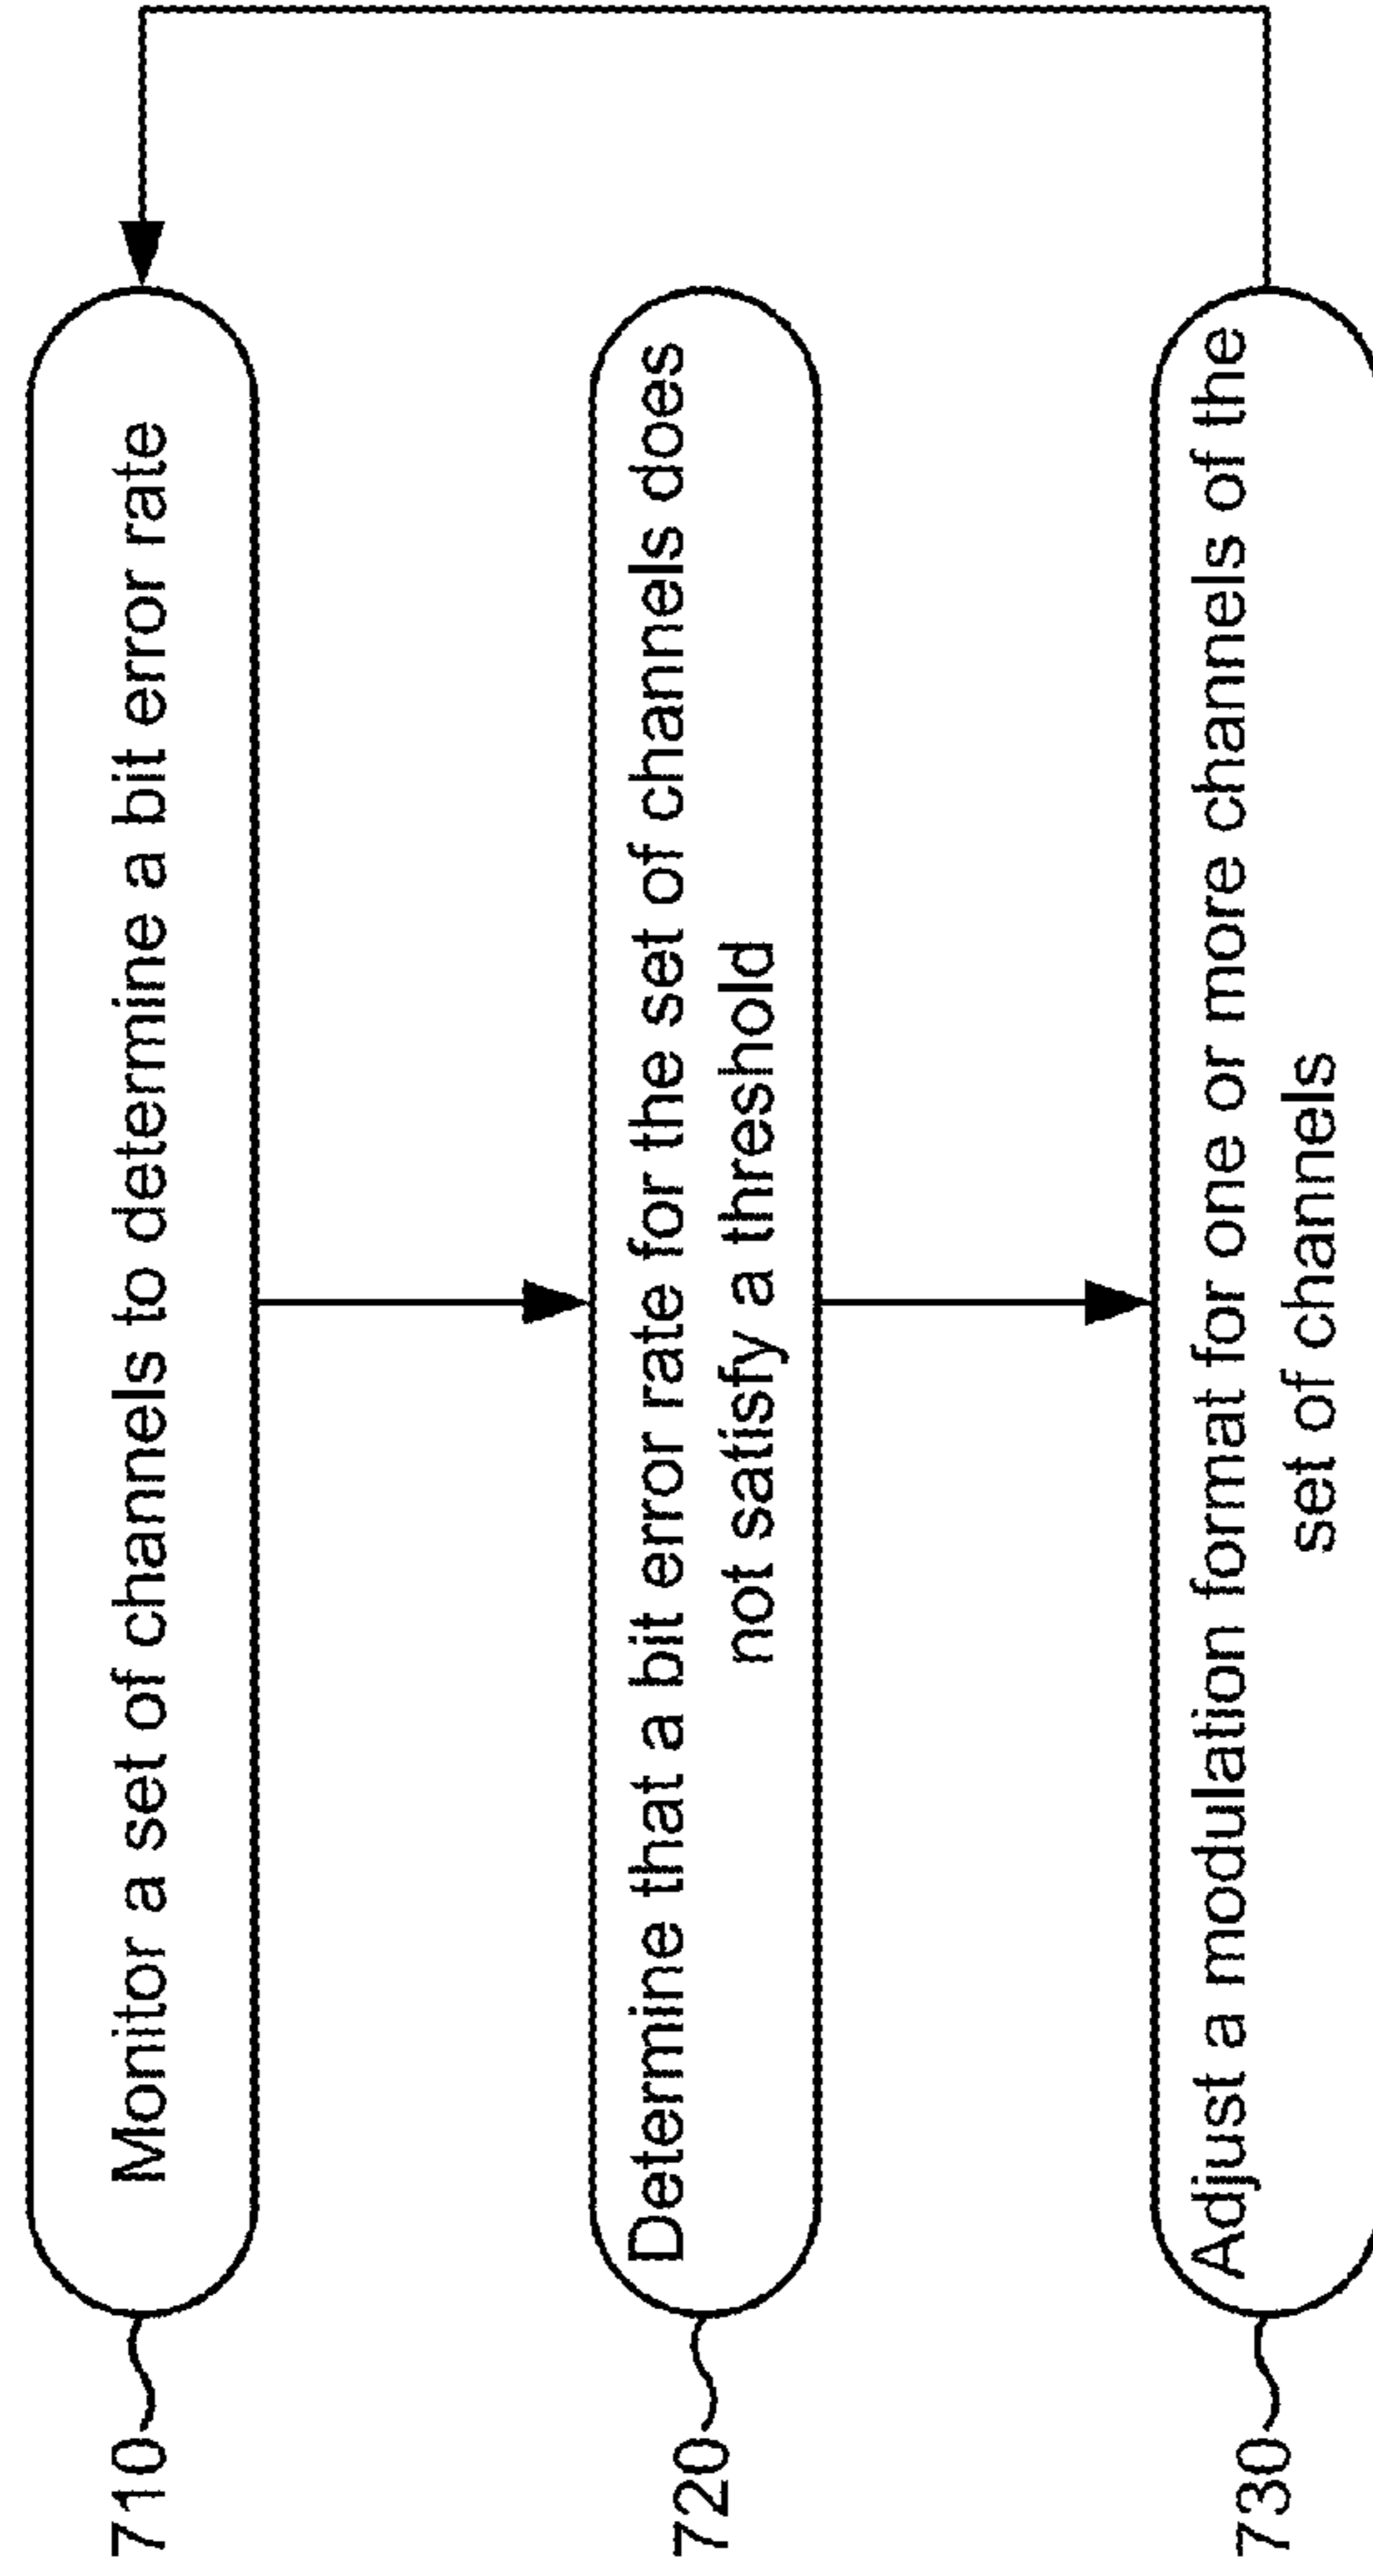 710
Monitor a set of channels to determine a bit error rate
720
Determine that a bit error rate for the set of channels does
not satisfy a threshold
730
Adjust a modulation format for one or more channels of the
set of channels